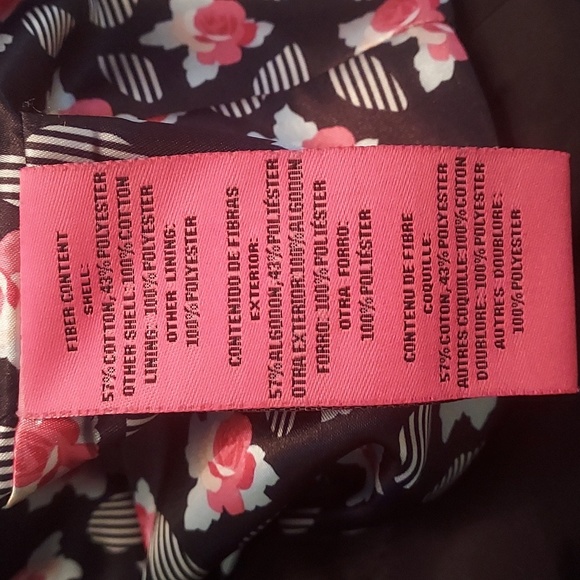 FIBER CONTENT
SHELL:
57% COTTON, 43% POLYESTER
OTHER SHELL: 100% COTTON
LINING: 100% POLYESTER
OTHER LINING:
100% POLYESTER
CONTENIDO DE FIBRAS
EXTERIOR:
57% ALGODON, 43% POLIÉSTER
OTRA EXTERIOR: 100% ALGODON
FORRO: 100% POLIÉSTER
OTRA FORRO:
100% POLIÉSTER
CONTENU DE FIBRE
COQUILLE:
57% COTON, 43% POLYESTER
AUTRES COQUILLE: 100% COTON
DOUBLURE: 100% POLYESTER
AUTRES DOUBLURE:
100% POLYESTER